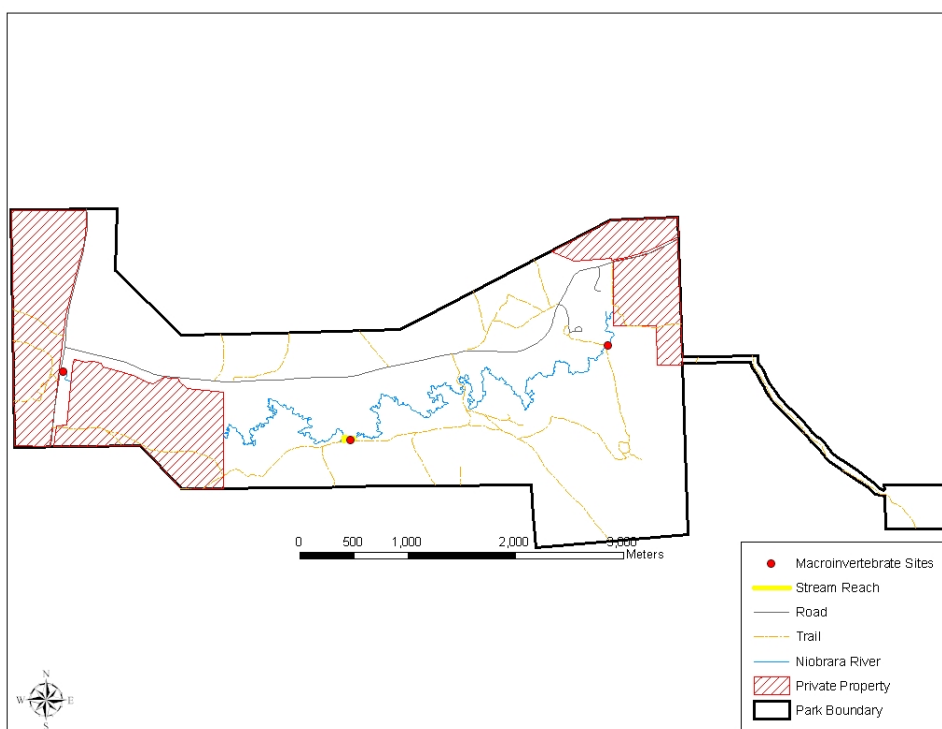 0 500 1,000 2,000 3,000
Meters
Macroinvertebrate Sites
Stream Reach
Road
Trail
Niobrara River
Private Property
Park Boundary
N
W E
S